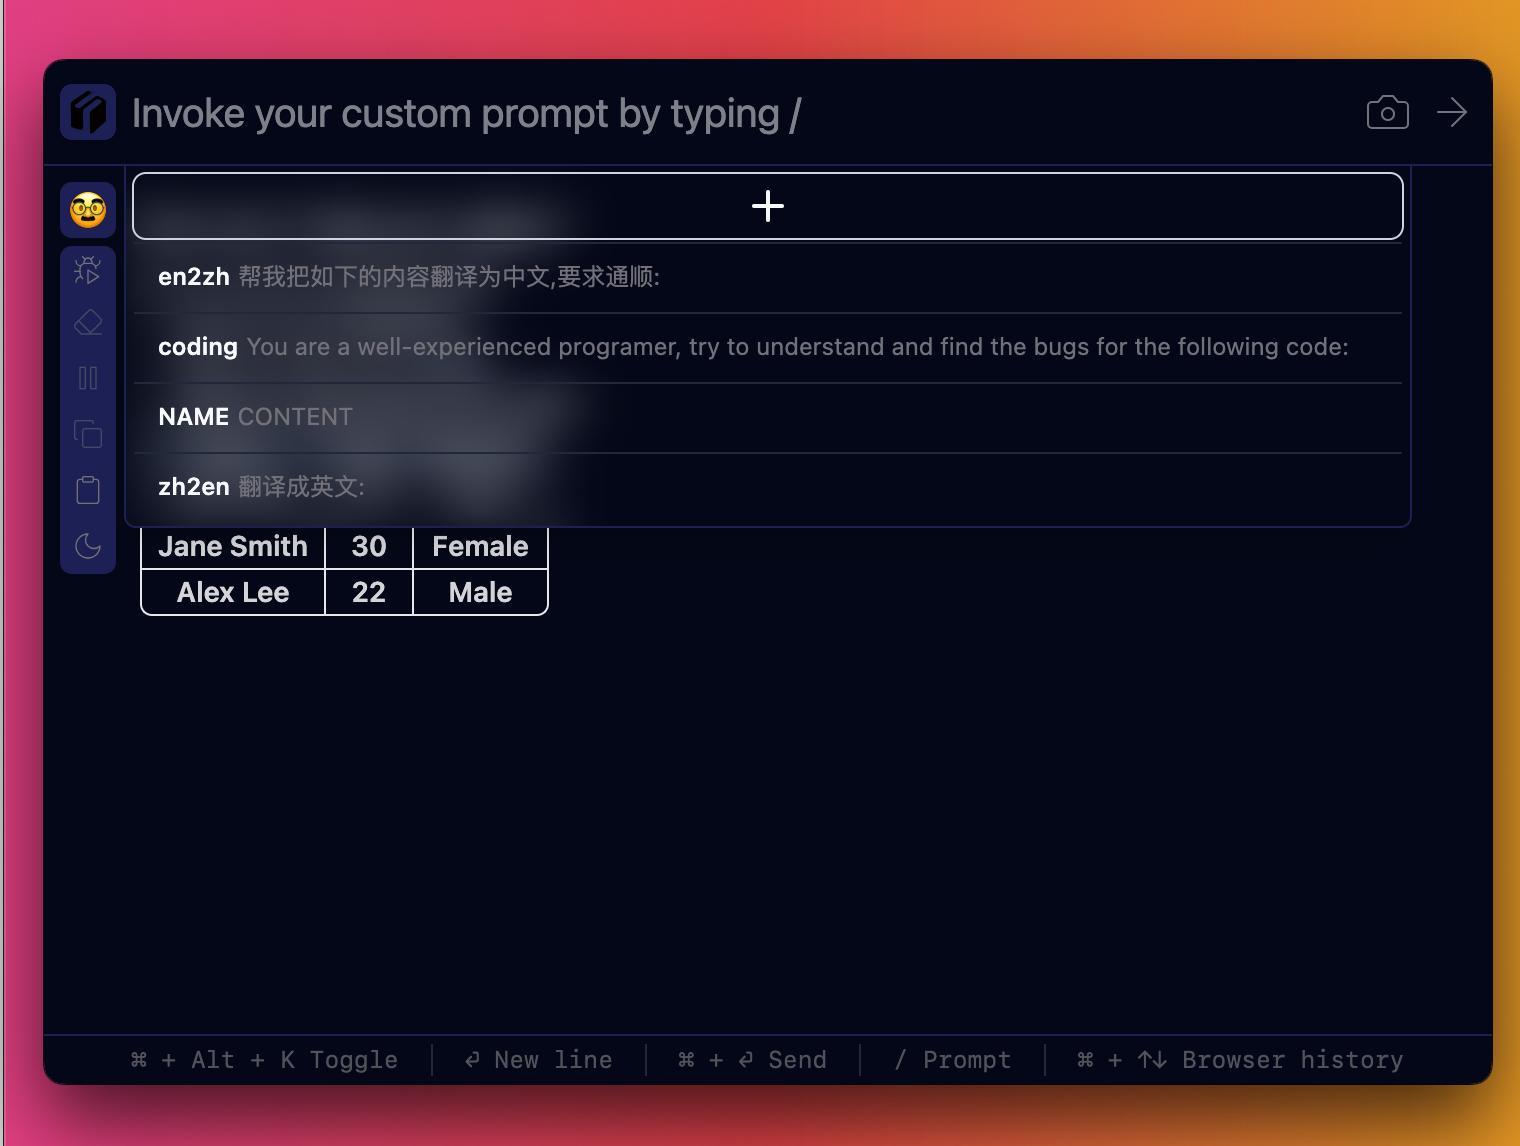 Invoke your custom prompt by typing /
en2zh 帮我把如下的内容翻译为中文,要求通顺:
coding You are a well-experienced programer, try to understand and find the bugs for the following code:
NAME CONTENT
zh2en 翻译成英文:
Jane Smith 30 Female
Alex Lee 22 Male
⌘ + Alt + K Toggle ⏎ New line ⌘ + ⏎ Send / Prompt ⌘ + ↑↓ Browser history